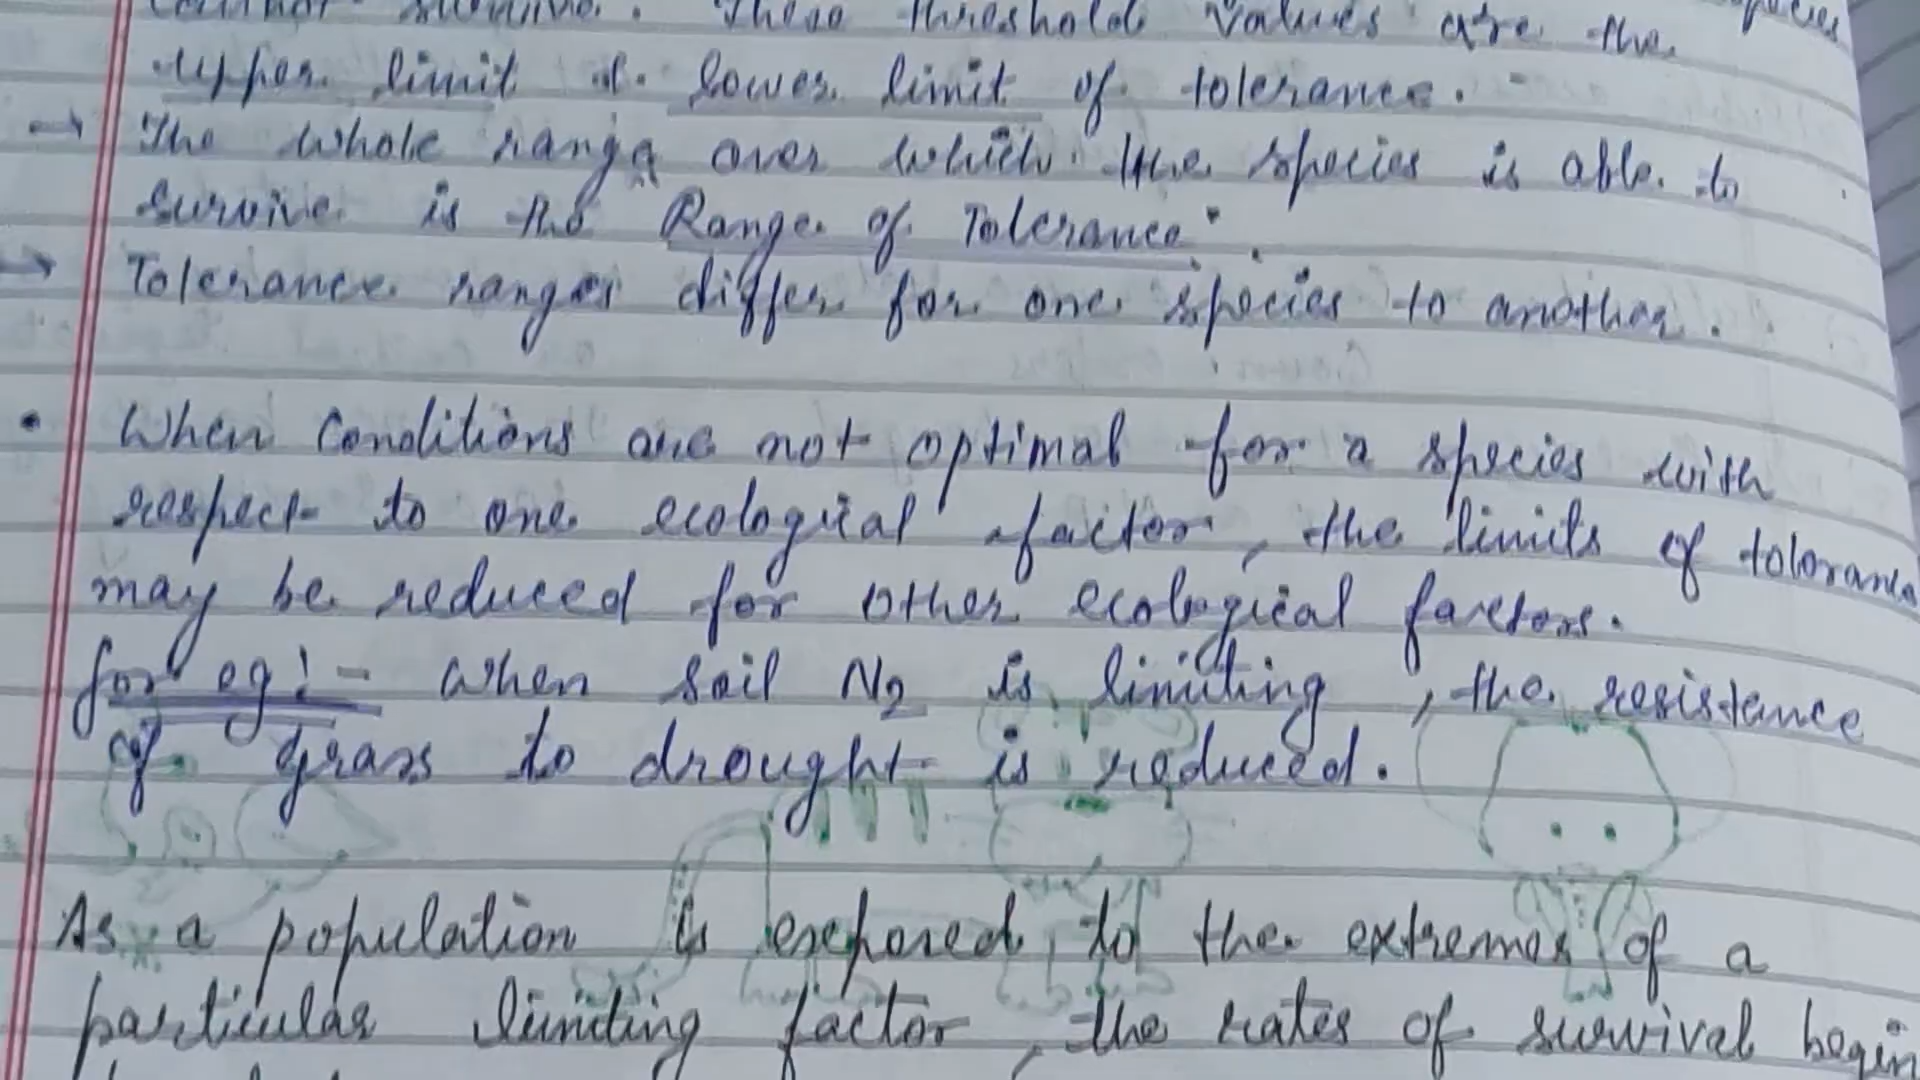 cannot survive. These threshold values are the species
upper limit & lower limit of tolerance.
→ The whole range over which the species is able to
survive is the "Range of Tolerance".
→ Tolerance ranges differ for one species to another.
• When conditions are not optimal for a species with
respect to one ecological factor, the limits of tolerance
may be reduced for other ecological factors.
for eg:- When soil N2 is limiting, the resistance
of grass to drought is reduced.
As a population is exposed to the extremes of a
particular limiting factor, the rates of survival begin